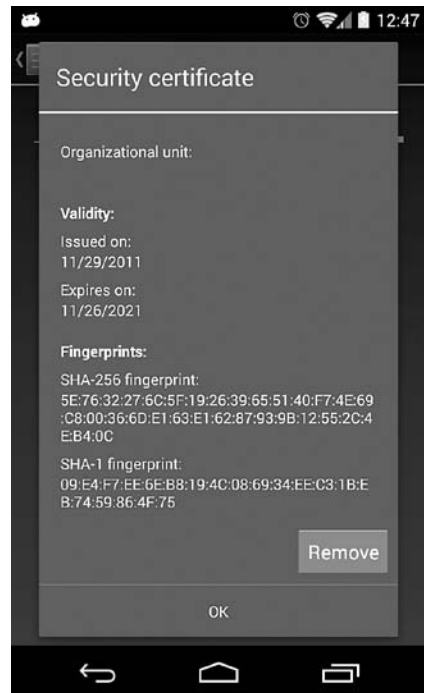 12:47
Security certificate
Organizational unit:
Validity:
Issued on:
11/29/2011
Expires on:
11/26/2021
Fingerprints:
SHA-256 fingerprint:
5E:76:32:27:6C:5F:19:26:39:65:51:40:F7:4E:69
:C8:00:36:6D:E1:63:E1:62:87:93:9B:12:55:2C:4
E:B4:0C
SHA-1 fingerprint:
09:E4:F7:EE:6E:B8:19:4C:08:69:34:EE:C3:1B:E
B:74:59:86:4F:75
Remove
OK